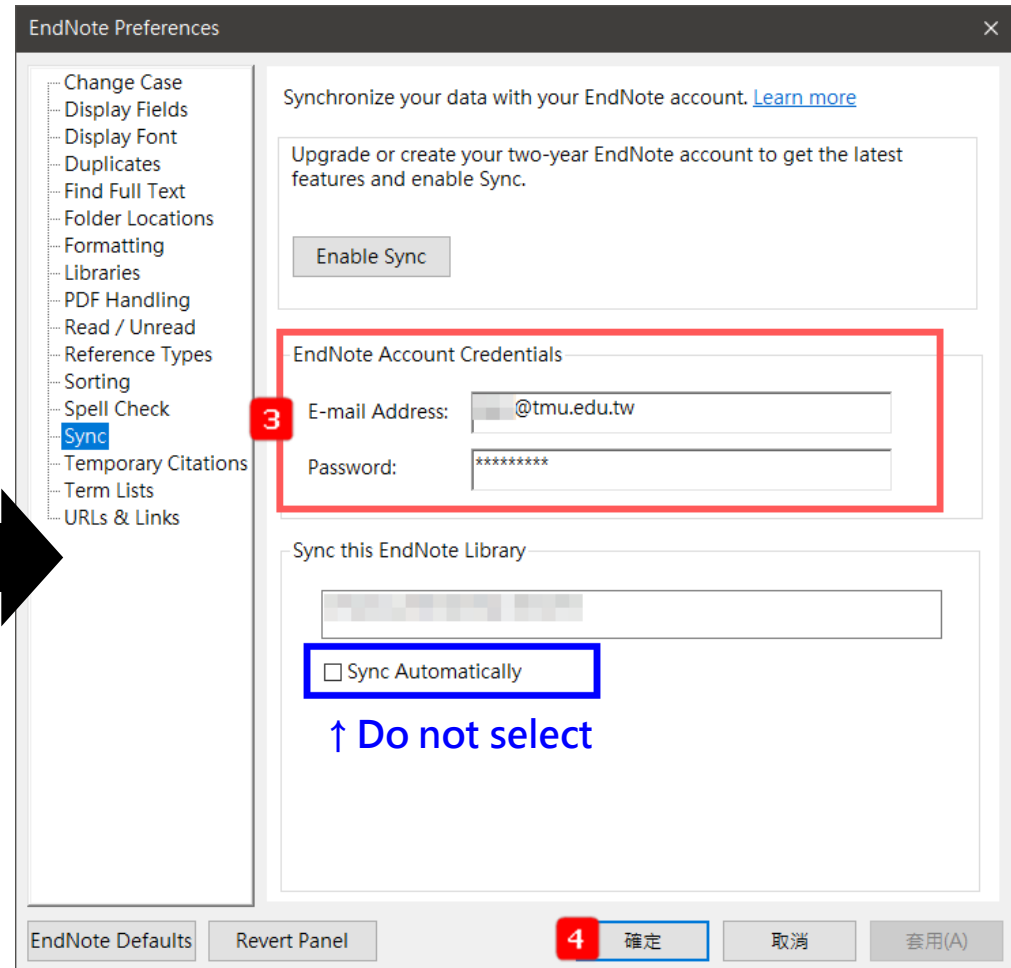 EndNote Preferences
Change Case
Display Fields
Display Font
Duplicates
Find Full Text
Folder Locations
Formatting
Libraries
PDF Handling
Read / Unread
Reference Types
Sorting
Spell Check
Sync
Temporary Citations
Term Lists
URLs & Links
Synchronize your data with your EndNote account. Learn more
Upgrade or create your two-year EndNote account to get the latest
features and enable Sync.
Enable Sync
EndNote Account Credentials
3
E-mail Address: @tmu.edu.tw
Password: *********
Sync this EndNote Library
Sync Automatically
↑ Do not select
EndNote Defaults
Revert Panel
4
確定
取消
套用(A)